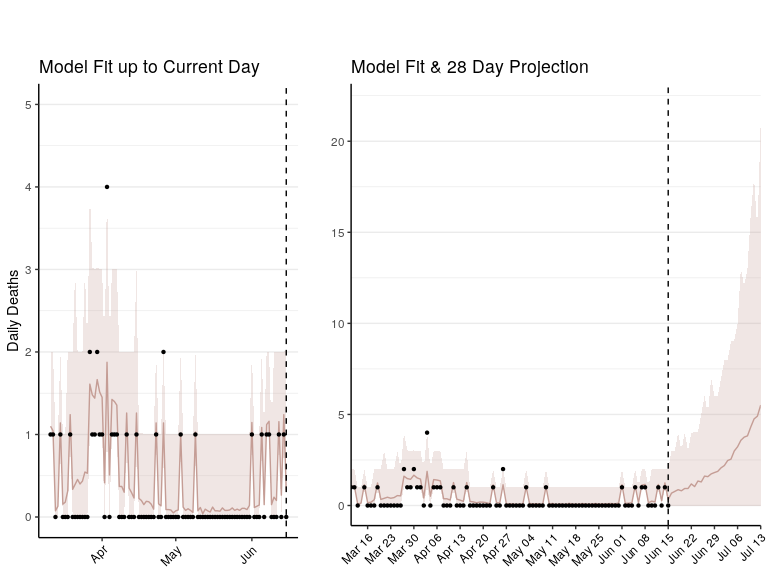 Model Fit up to Current Day
Daily Deaths
5
4
3
2
1
0
Apr
May
Jun
Model Fit & 28 Day Projection
20
15
10
5
0
Mar 16
Mar 23
Mar 30
Apr 06
Apr 13
Apr 20
Apr 27
May 04
May 11
May 18
May 25
Jun 01
Jun 08
Jun 15
Jun 22
Jun 29
Jul 06
Jul 13